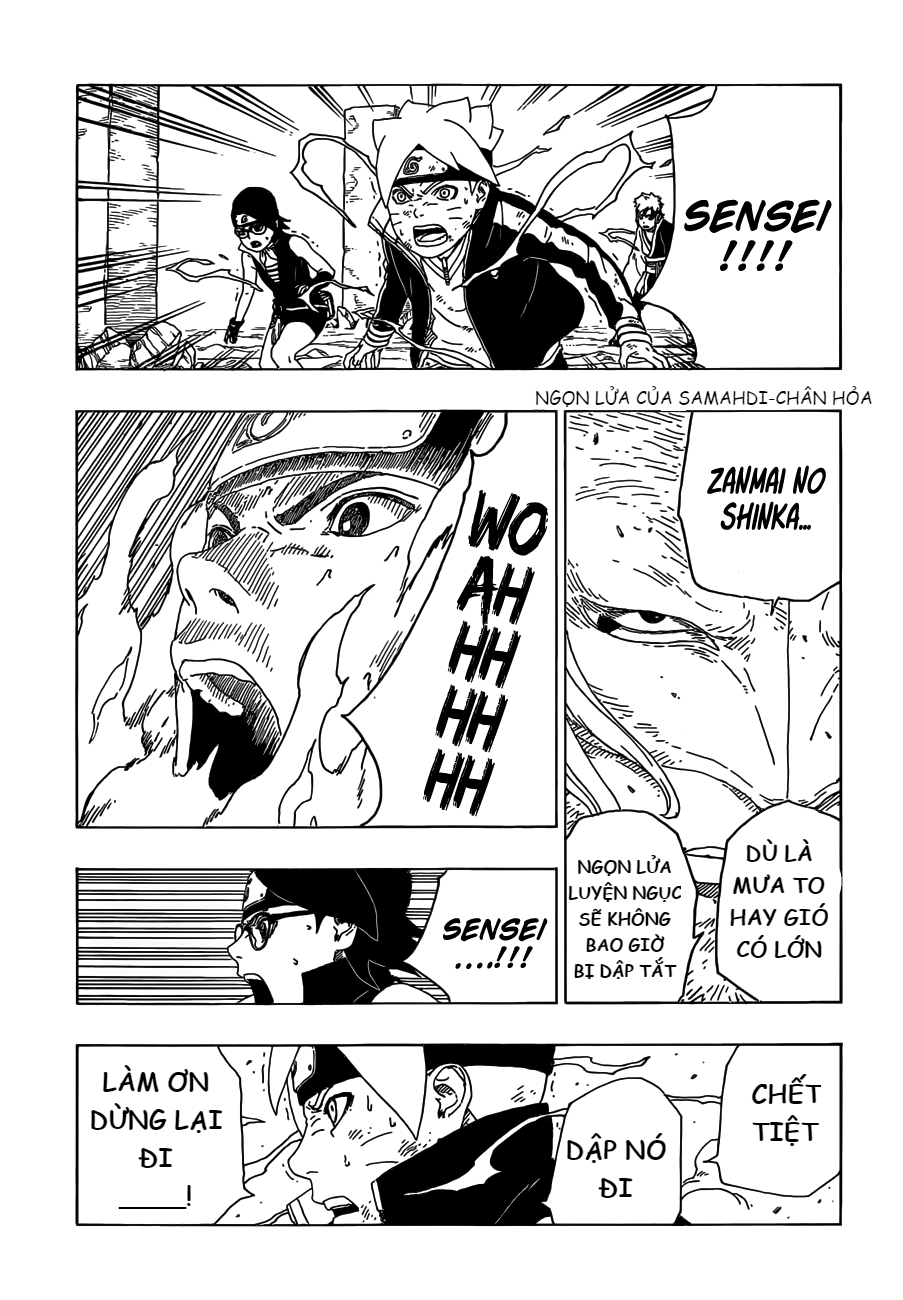 SENSEI
!!!!
NGỌN LỬA CỦA SAMAHDI-CHÂN HỎA
ZANMAI NO
SHINKA...
DÙ LÀ
MƯA TO
HAY GIÓ
CÓ LỚN
NGỌN LỬA
LUYỆN NGỤC
SẼ KHÔNG
BAO GIỜ
BỊ DẬP TẮT
WO
AH
HH
HH
HH
SENSEI
....!!!
CHẾT
TIỆT
DẬP NÓ
ĐI
LÀM ƠN
DỪNG LẠI
ĐI
_____!